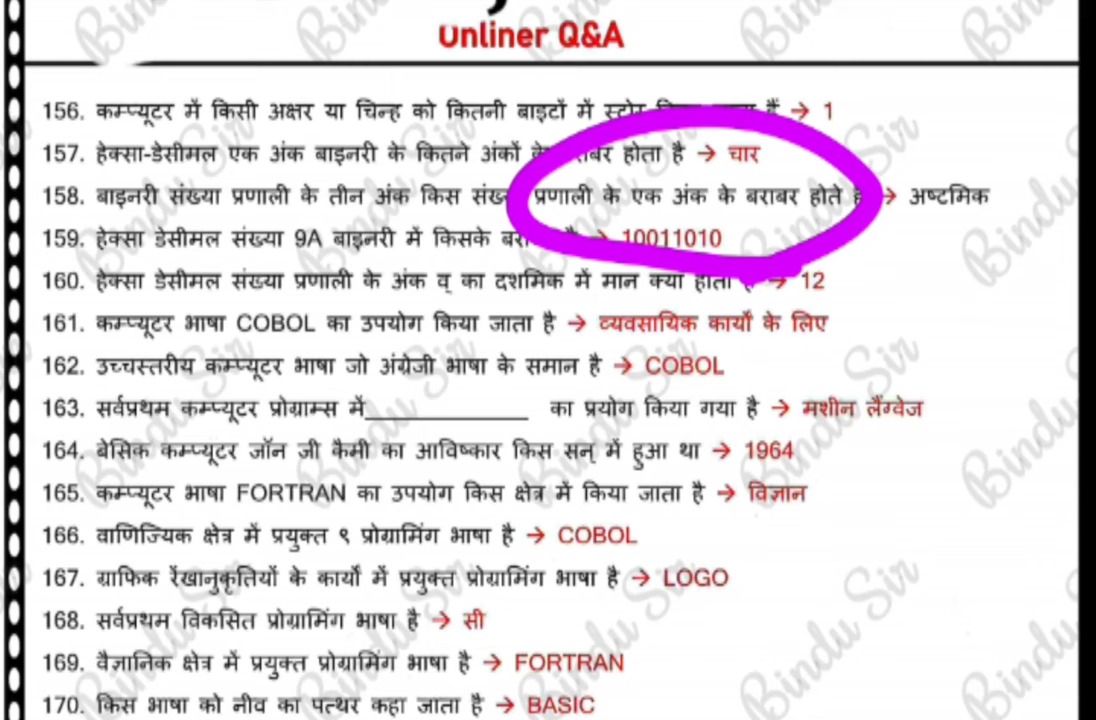 Unliner Q&A
156. कम्प्यूटर में किसी अक्षर या चिन्ह को कितनी बाइटों में स्टोर हैं → 1
157. हेक्सा-डेसीमल एक अंक बाइनरी के कितने अंकों के बराबर होता है → चार
158. बाइनरी संख्या प्रणाली के तीन अंक किस संख्या प्रणाली के एक अंक के बराबर होते है → अष्टमिक
159. हेक्सा डेसीमल संख्या 9A बाइनरी में किसके बराबर है → 10011010
160. हेक्सा डेसीमल संख्या प्रणाली के अंक व् का दशमिक में मान क्या होता है → 12
161. कम्प्यूटर भाषा COBOL का उपयोग किया जाता है → व्यवसायिक कार्यों के लिए
162. उच्चस्तरीय कम्प्यूटर भाषा जो अंग्रेजी भाषा के समान है → COBOL
163. सर्वप्रथम कम्प्यूटर प्रोग्राम्स में_______________ का प्रयोग किया गया है → मशीन लैंग्वेज
164. बेसिक कम्प्यूटर जॉन जी कैमी का आविष्कार किस सन् में हुआ था → 1964
165. कम्प्यूटर भाषा FORTRAN का उपयोग किस क्षेत्र में किया जाता है → विज्ञान
166. वाणिज्यिक क्षेत्र में प्रयुक्त ९ प्रोग्रामिंग भाषा है → COBOL
167. ग्राफिक रेंखानुकृतियों के कार्यों में प्रयुक्त प्रोग्रामिंग भाषा है → LOGO
168. सर्वप्रथम विकसित प्रोग्रामिंग भाषा है → सी
169. वैज्ञानिक क्षेत्र में प्रयुक्त प्रोग्रामिंग भाषा है → FORTRAN
170. किस भाषा को नीव का पत्थर कहा जाता है → BASIC